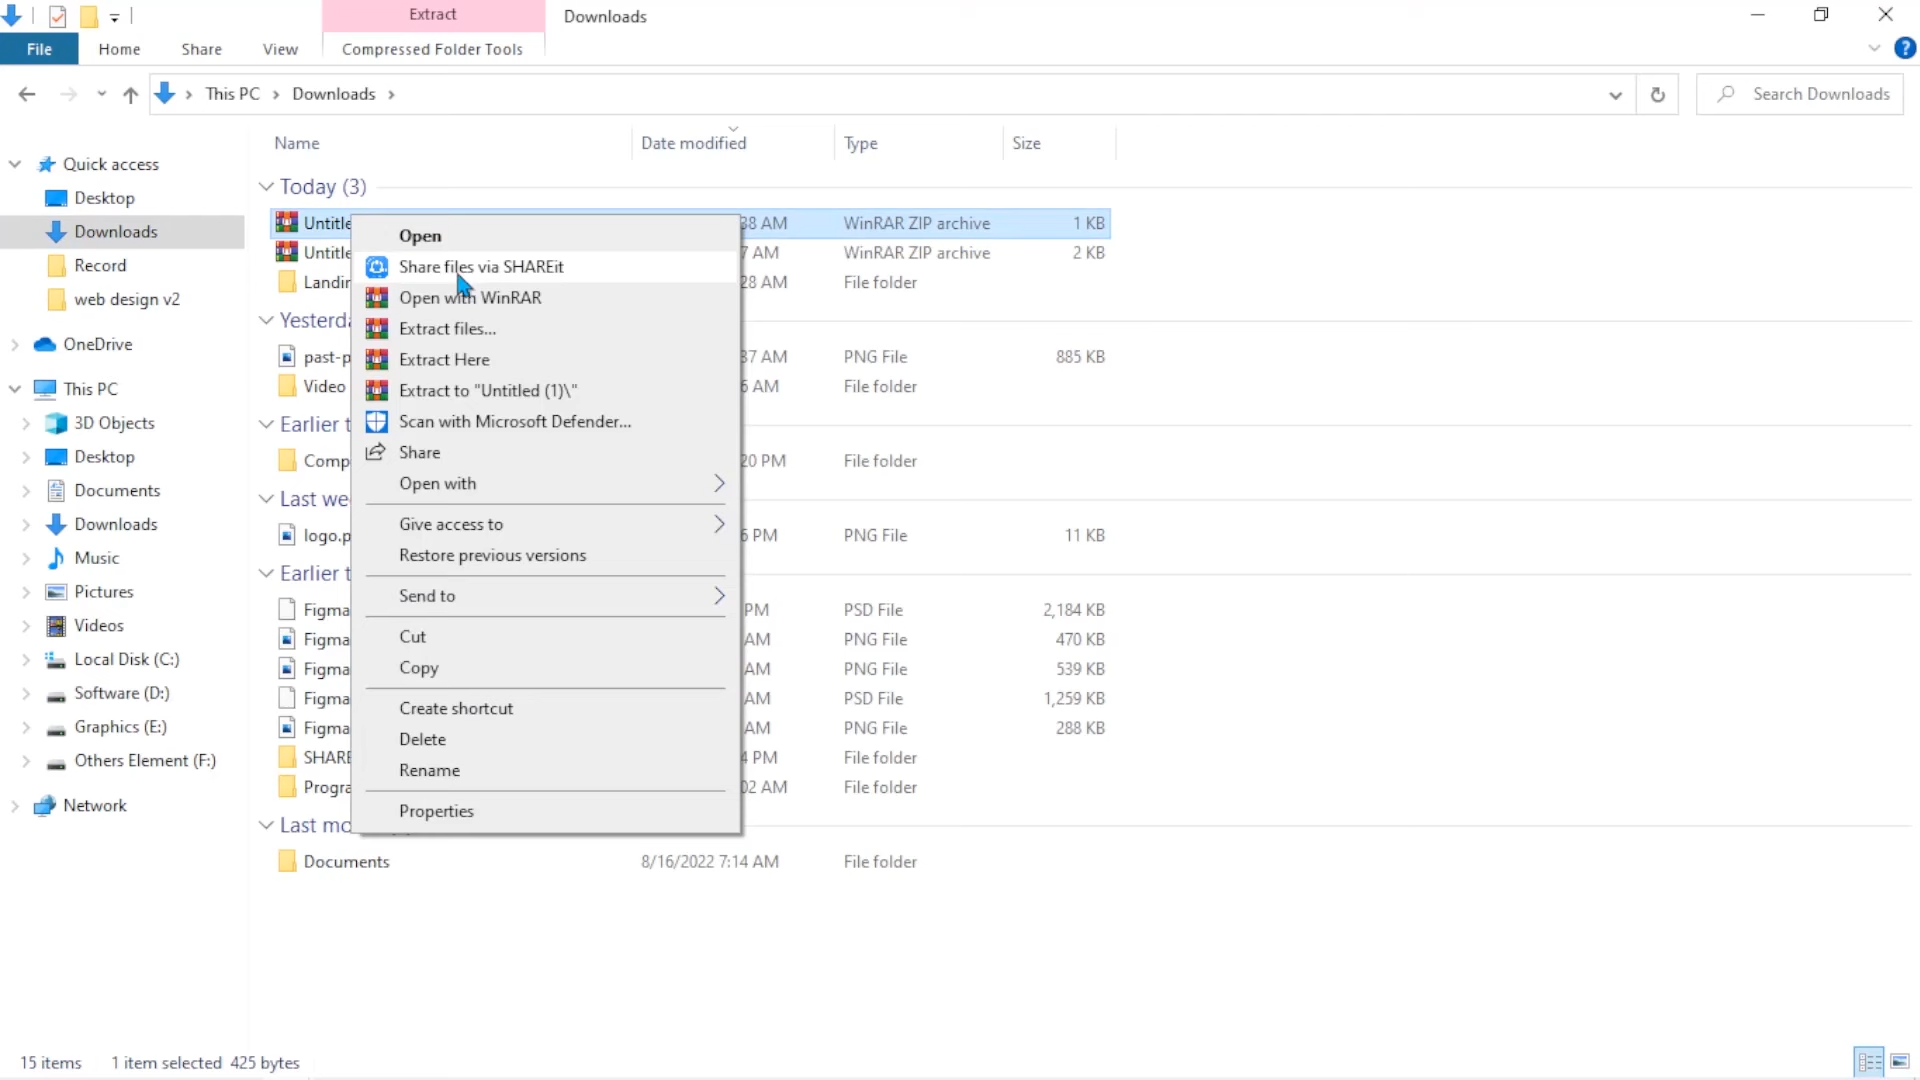 Extract
Downloads
File
Home
Share
View
Compressed Folder Tools
This PC
Downloads
Search Downloads
Name
Date modified
Type
Size
Quick access
Desktop
Downloads
Record
web design v2
OneDrive
This PC
3D Objects
Desktop
Documents
Downloads
Music
Pictures
Videos
Local Disk (C:)
Software (D:)
Graphics (E:)
Others Element (F:)
Network
Today (3)
Untitle 38 AM WinRAR ZIP archive 1 KB
Untitle 7 AM WinRAR ZIP archive 2 KB
Landin 28 AM File folder
Yesterda
past-p 37 AM PNG File 885 KB
Video 6 AM File folder
Earlier t
Comp 20 PM File folder
Last we
logo.p 6 PM PNG File 11 KB
Earlier t
Figma PM PSD File 2,184 KB
Figma AM PNG File 470 KB
Figma AM PNG File 539 KB
Figma AM PSD File 1,259 KB
Figma AM PNG File 288 KB
SHARE 4 PM File folder
Progra 02 AM File folder
Last mo
Documents 8/16/2022 7:14 AM File folder
Open
Share files via SHAREit
Open with WinRAR
Extract files...
Extract Here
Extract to "Untitled (1)\"
Scan with Microsoft Defender...
Share
Open with
Give access to
Restore previous versions
Send to
Cut
Copy
Create shortcut
Delete
Rename
Properties
15 items 1 item selected 425 bytes